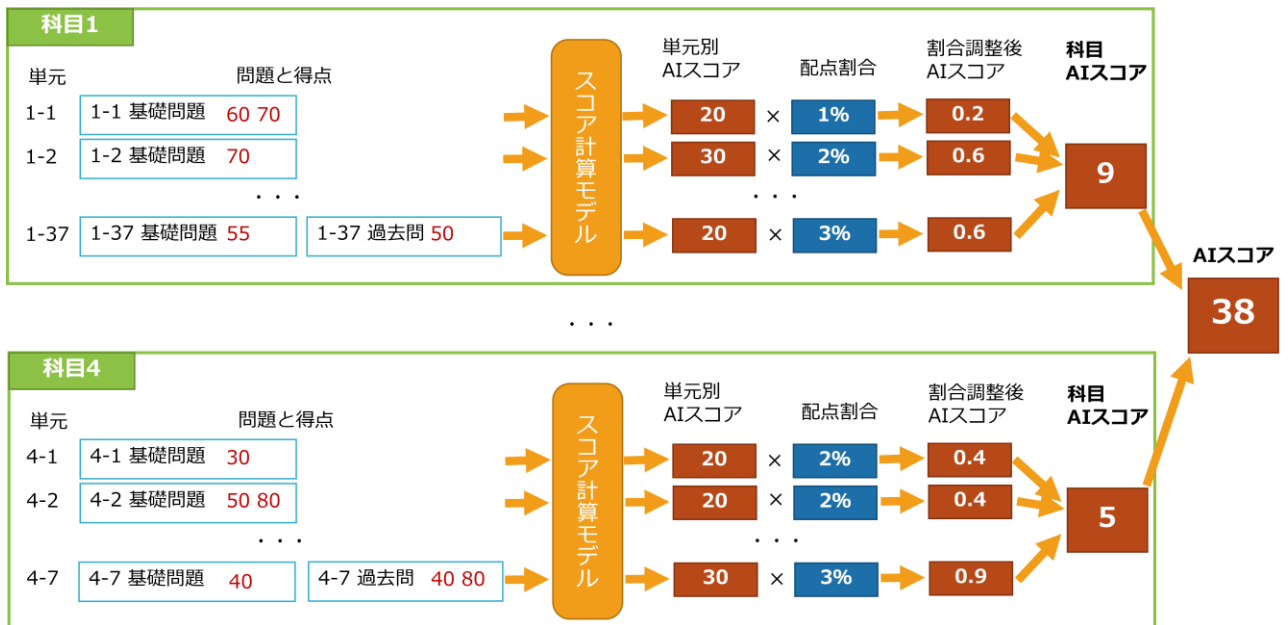 科目1
単元 問題と得点 単元別 AIスコア 配点割合 割合調整後 AIスコア 科目 AIスコア
1-1 1-1 基礎問題 60 70 20 × 1% 0.2
1-2 1-2 基礎問題 70 30 × 2% 0.6
・・・ ・・・
1-37 1-37 基礎問題 55 1-37 過去問 50 20 × 3% 0.6
スコア計算モデル
9
AIスコア
38
・・・
科目4
単元 問題と得点 単元別 AIスコア 配点割合 割合調整後 AIスコア 科目 AIスコア
4-1 4-1 基礎問題 30 20 × 2% 0.4
4-2 4-2 基礎問題 50 80 20 × 2% 0.4
・・・ ・・・
4-7 4-7 基礎問題 40 4-7 過去問 40 80 30 × 3% 0.9
スコア計算モデル
5